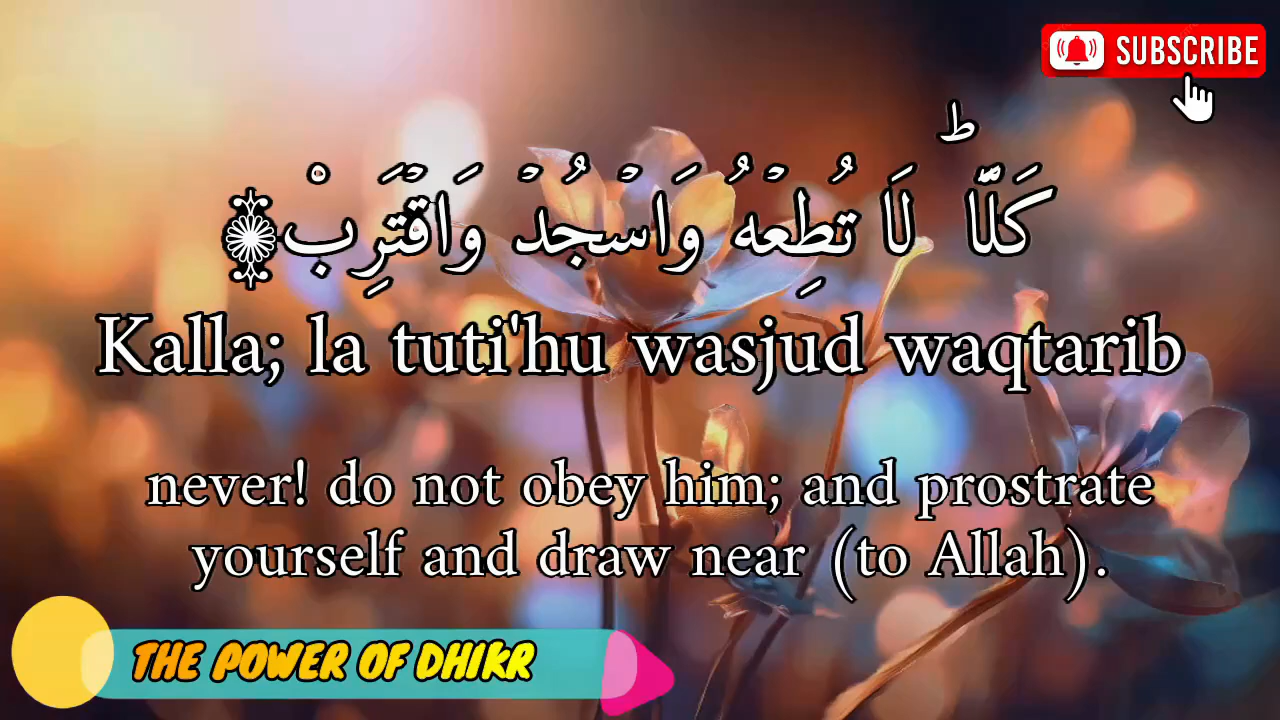 SUBSCRIBE
كَلَّا ؕ لَا تُطِعْهُ وَاسْجُدْ وَاقْتَرِبْ ۩
Kalla; la tuti'hu wasjud waqtarib
never! do not obey him; and prostrate
yourself and draw near (to Allah).
THE POWER OF DHIKR